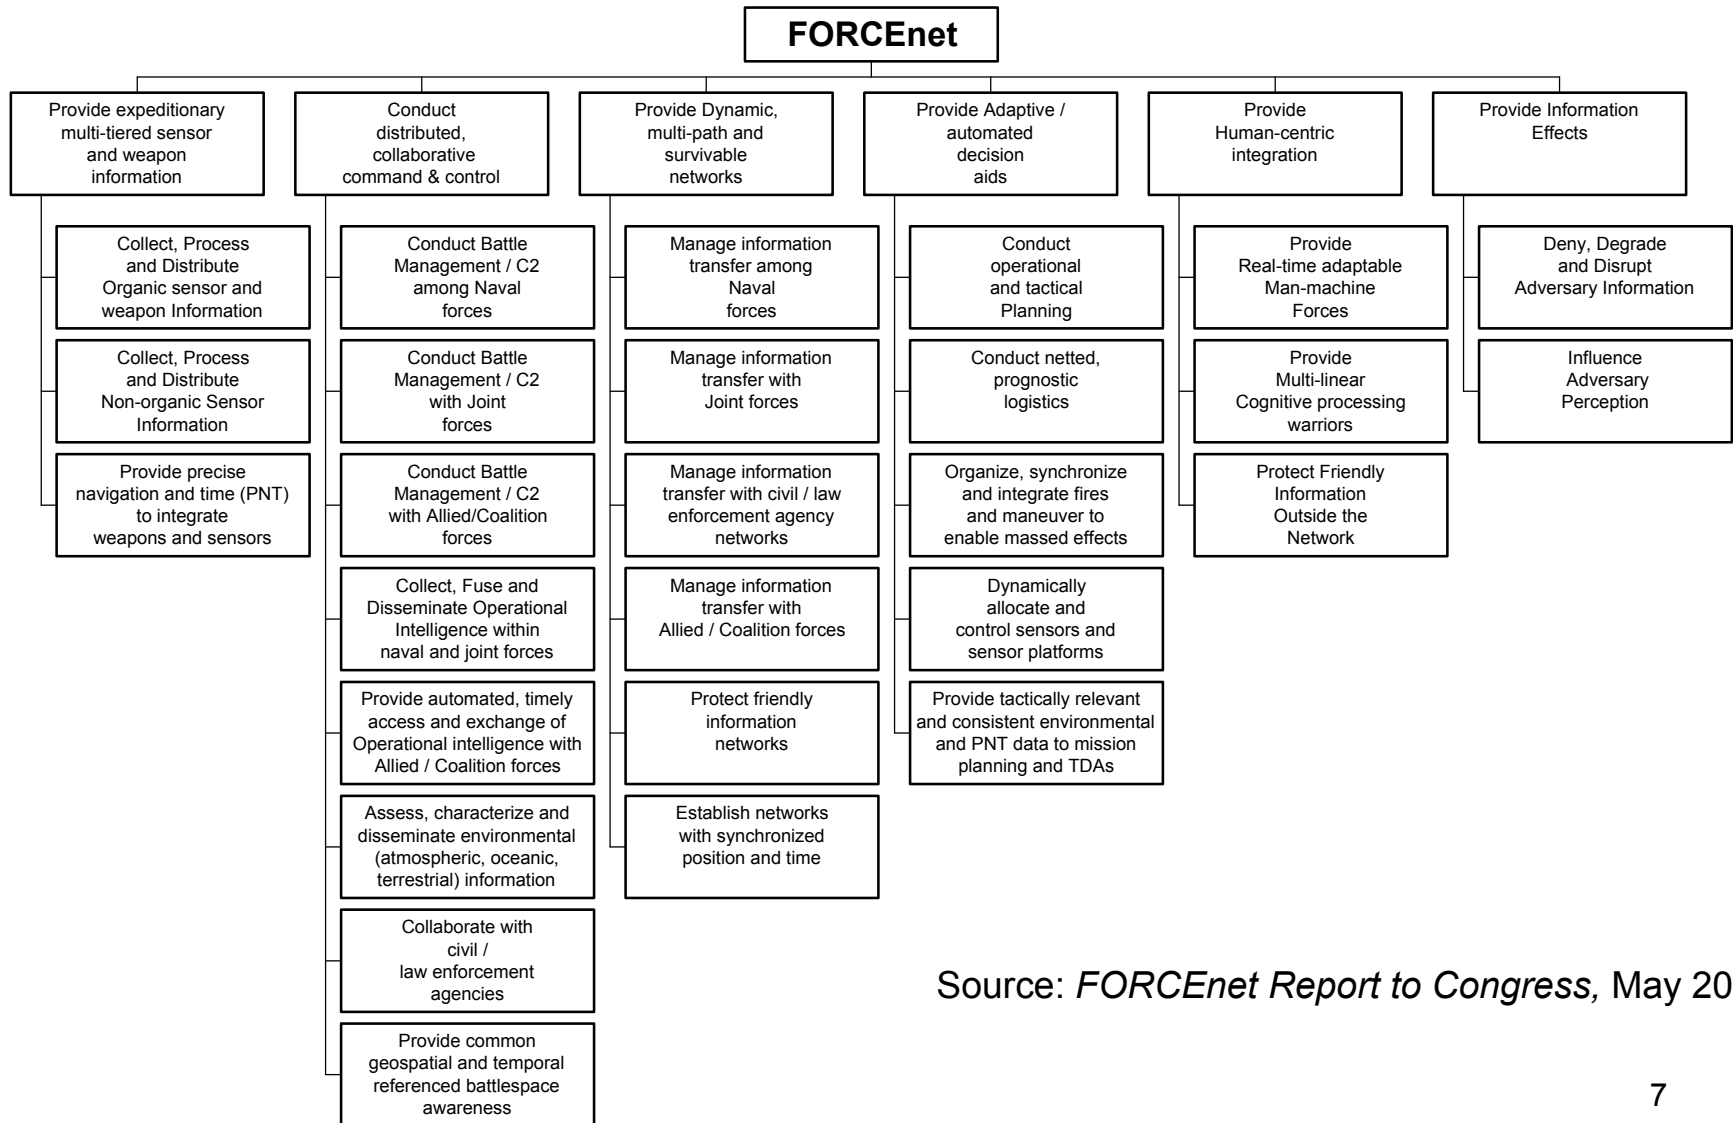 FORCEnet
Provide expeditionary
multi-tiered sensor
and weapon
information
Collect, Process
and Distribute
Organic sensor and
weapon Information
Collect, Process
and Distribute
Non-organic Sensor
Information
Provide precise
navigation and time (PNT)
to integrate
weapons and sensors
Conduct
distributed,
collaborative
command & control
Conduct Battle
Management / C2
among Naval
forces
Conduct Battle
Management / C2
with Joint
forces
Conduct Battle
Management / C2
with Allied/Coalition
forces
Collect, Fuse and
Disseminate Operational
Intelligence within
naval and joint forces
Provide automated, timely
access and exchange of
Operational intelligence with
Allied / Coalition forces
Assess, characterize and
disseminate environmental
(atmospheric, oceanic,
terrestrial) information
Collaborate with
civil /
law enforcement
agencies
Provide common
geospatial and temporal
referenced battlespace
awareness
Provide Dynamic,
multi-path and
survivable
networks
Manage information
transfer among
Naval
forces
Manage information
transfer with
Joint forces
Manage information
transfer with civil / law
enforcement agency
networks
Manage information
transfer with
Allied / Coalition forces
Protect friendly
information
networks
Establish networks
with synchronized
position and time
Provide Adaptive /
automated
decision
aids
Conduct
operational
and tactical
Planning
Conduct netted,
prognostic
logistics
Organize, synchronize
and integrate fires
and maneuver to
enable massed effects
Dynamically
allocate and
control sensors and
sensor platforms
Provide tactically relevant
and consistent environmental
and PNT data to mission
planning and TDAs
Provide
Human-centric
integration
Provide
Real-time adaptable
Man-machine
Forces
Provide
Multi-linear
Cognitive processing
warriors
Protect Friendly
Information
Outside the
Network
Provide Information
Effects
Deny, Degrade
and Disrupt
Adversary Information
Influence
Adversary
Perception
Source: FORCEnet Report to Congress, May 20
7